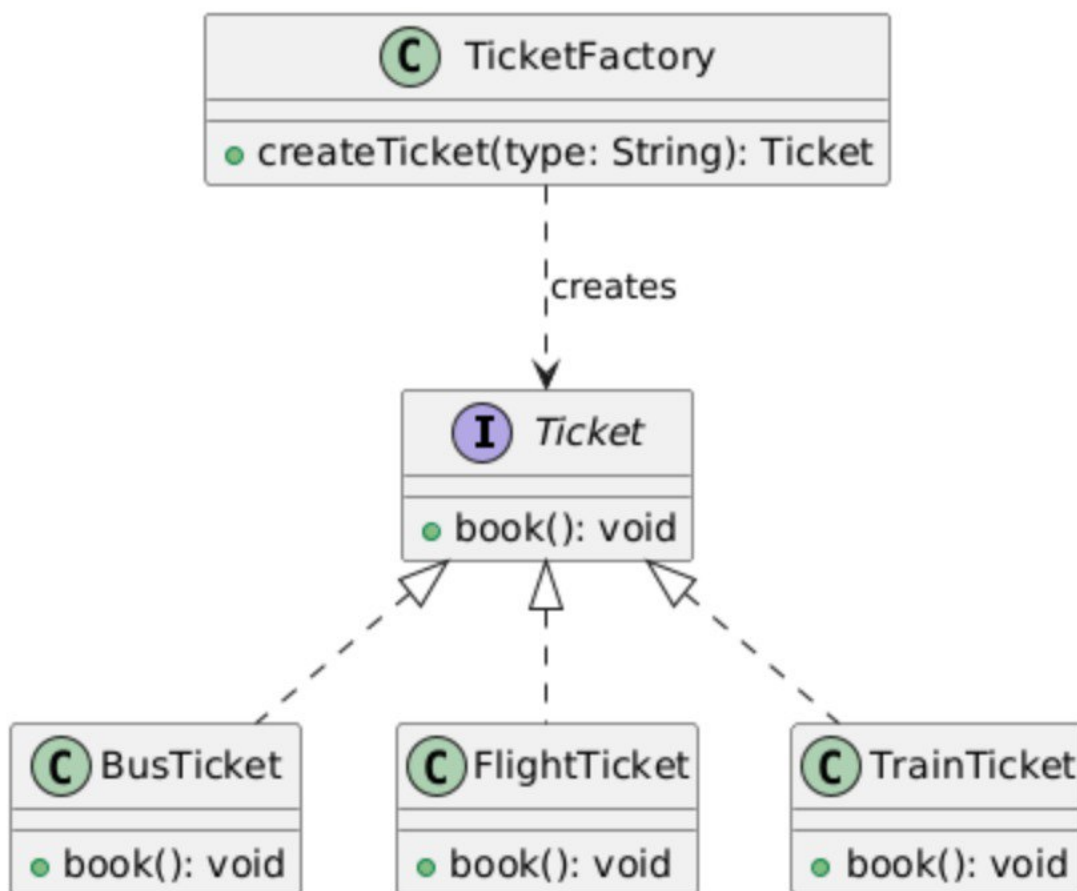 C TicketFactory
createTicket(type: String): Ticket
creates
I Ticket
book(): void
C BusTicket
C FlightTicket
C TrainTicket
book(): void
book(): void
book(): void